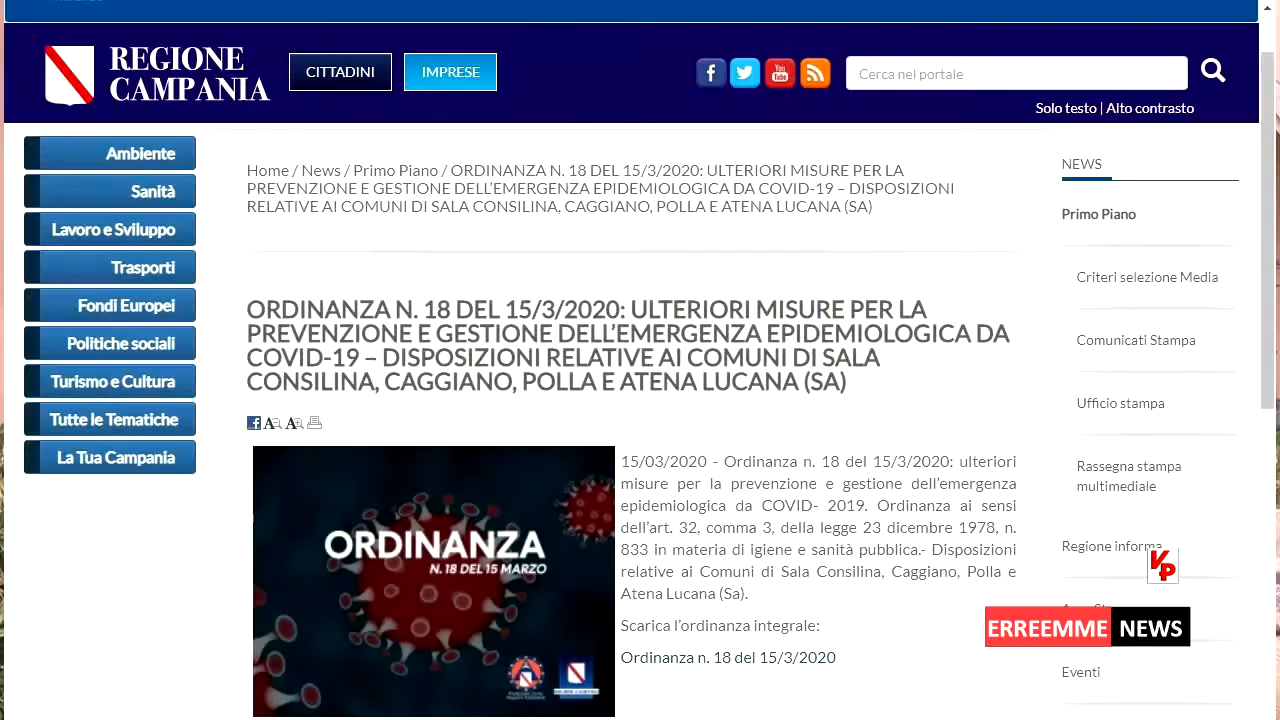 REGIONE
CAMPANIA
CITTADINI
IMPRESE
Cerca nel portale
Solo testo | Alto contrasto
Ambiente
Sanità
Lavoro e Sviluppo
Trasporti
Fondi Europei
Politiche sociali
Turismo e Cultura
Tutte le Tematiche
La Tua Campania
Home / News / Primo Piano / ORDINANZA N. 18 DEL 15/3/2020: ULTERIORI MISURE PER LA
PREVENZIONE E GESTIONE DELL’EMERGENZA EPIDEMIOLOGICA DA COVID-19 – DISPOSIZIONI
RELATIVE AI COMUNI DI SALA CONSILINA, CAGGIANO, POLLA E ATENA LUCANA (SA)
ORDINANZA N. 18 DEL 15/3/2020: ULTERIORI MISURE PER LA
PREVENZIONE E GESTIONE DELL’EMERGENZA EPIDEMIOLOGICA DA
COVID-19 – DISPOSIZIONI RELATIVE AI COMUNI DI SALA
CONSILINA, CAGGIANO, POLLA E ATENA LUCANA (SA)
ORDINANZA
N. 18 DEL 15 MARZO
15/03/2020 - Ordinanza n. 18 del 15/3/2020: ulteriori
misure per la prevenzione e gestione dell’emergenza
epidemiologica da COVID- 2019. Ordinanza ai sensi
dell’art. 32, comma 3, della legge 23 dicembre 1978, n.
833 in materia di igiene e sanità pubblica.- Disposizioni
relative ai Comuni di Sala Consilina, Caggiano, Polla e
Atena Lucana (Sa).
Scarica l’ordinanza integrale:
Ordinanza n. 18 del 15/3/2020
NEWS
Primo Piano
Criteri selezione Media
Comunicati Stampa
Ufficio stampa
Rassegna stampa
multimediale
Regione informa
VP
ERREEMME NEWS
Eventi